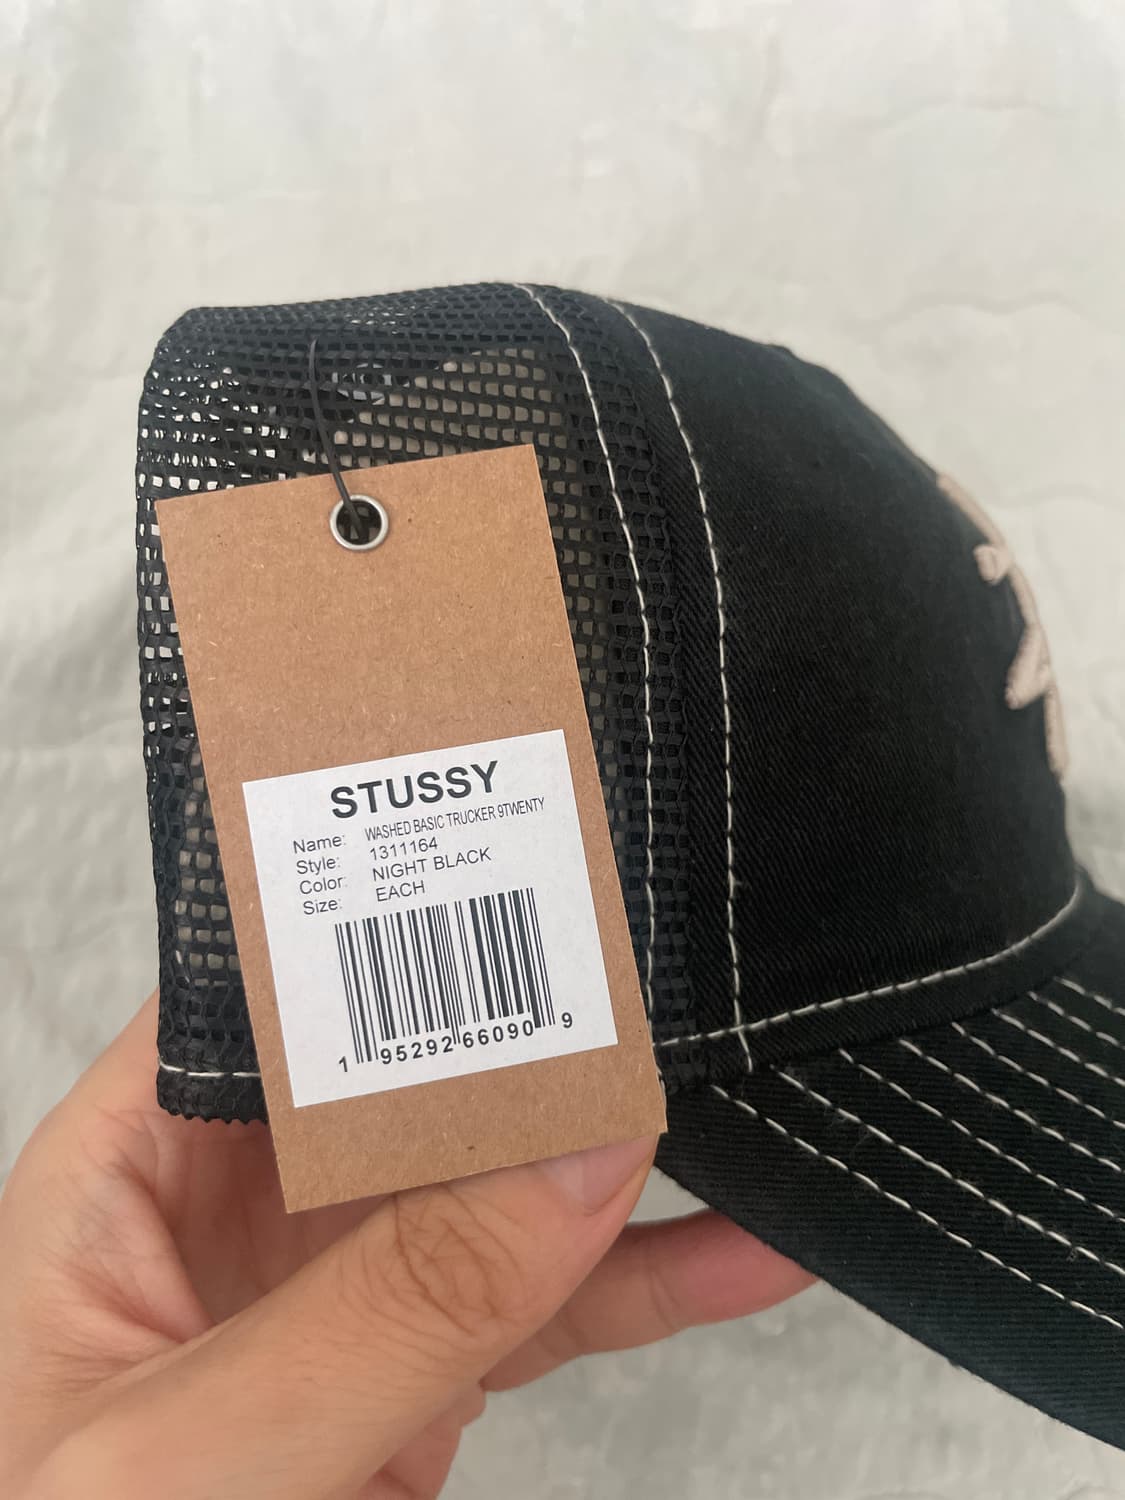 STUSSY
Name: WASHED BASIC TRUCKER 9TWENTY
Style: 1311164
Color: NIGHT BLACK
Size: EACH
1 95292 66090 9